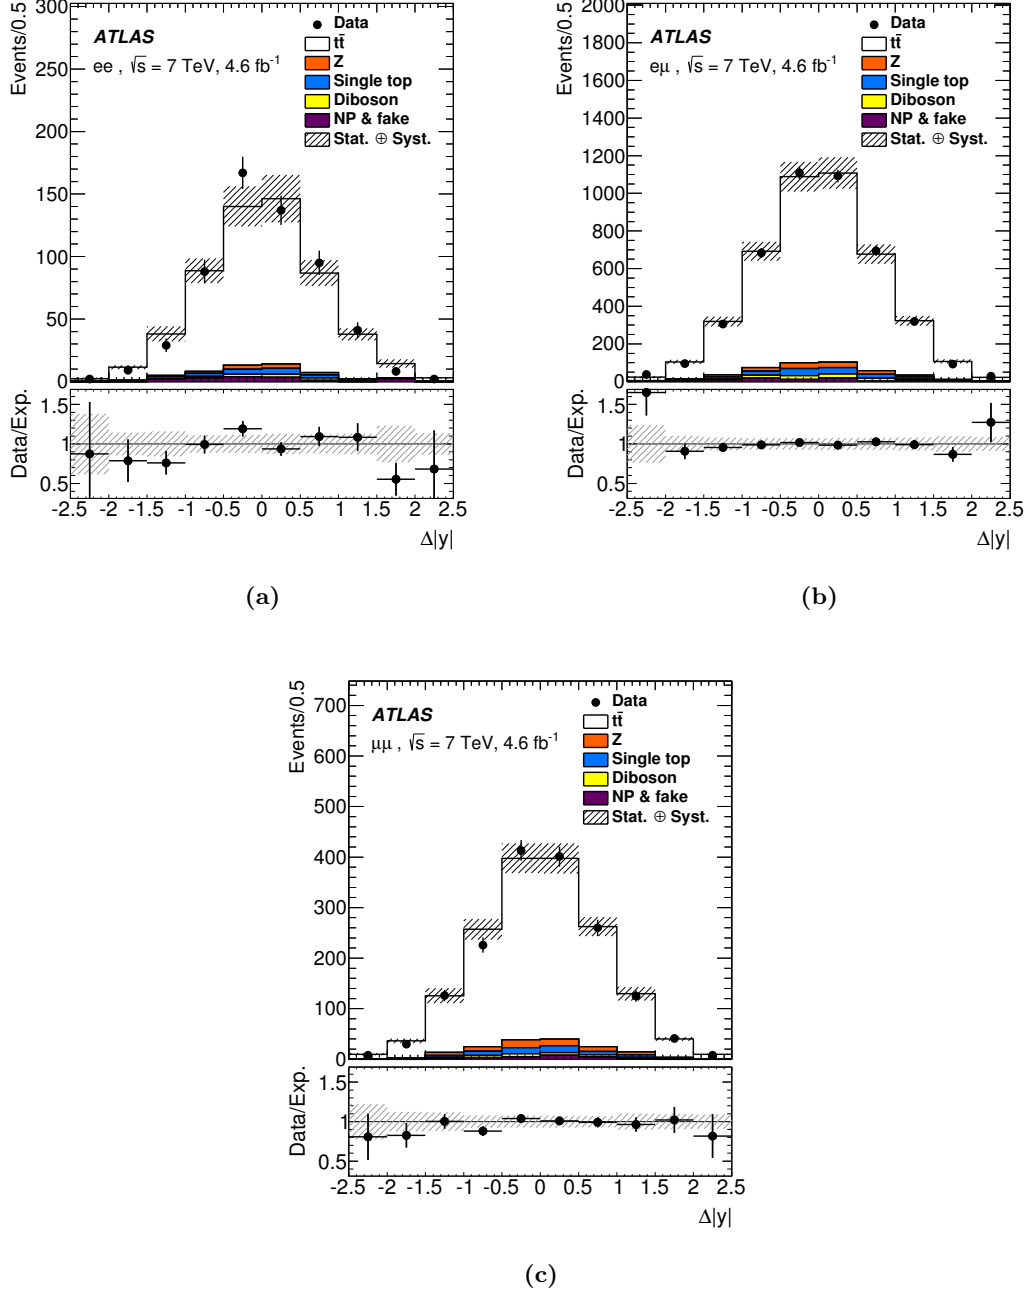 Events/0.5
300
250
200
150
100
50
0
ATLAS
ee , √s = 7 TeV, 4.6 fb-1
Data
tt̄
Z
Single top
Diboson
NP & fake
Stat. ⊕ Syst.
Data/Exp.
1.5
1
0.5
-2.5 -2 -1.5 -1 -0.5 0 0.5 1 1.5 2 2.5
Δ|y|
(a)
Events/0.5
2000
1800
1600
1400
1200
1000
800
600
400
200
0
ATLAS
eμ , √s = 7 TeV, 4.6 fb-1
Data
tt̄
Z
Single top
Diboson
NP & fake
Stat. ⊕ Syst.
Data/Exp.
1.5
1
0.5
-2.5 -2 -1.5 -1 -0.5 0 0.5 1 1.5 2 2.5
Δ|y|
(b)
Events/0.5
700
600
500
400
300
200
100
0
ATLAS
μμ , √s = 7 TeV, 4.6 fb-1
Data
tt̄
Z
Single top
Diboson
NP & fake
Stat. ⊕ Syst.
Data/Exp.
1.5
1
0.5
-2.5 -2 -1.5 -1 -0.5 0 0.5 1 1.5 2 2.5
Δ|y|
(c)